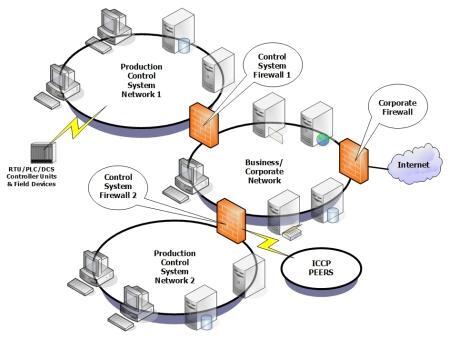 Production
Control
System
Network 1
Control
System
Firewall 1
Corporate
Firewall
RTU/PLC/DCS
Controller Units
& Field Devices
Business/
Corporate
Network
Internet
Control
System
Firewall 2
Production
Control
System
Network 2
ICCP
PEERS